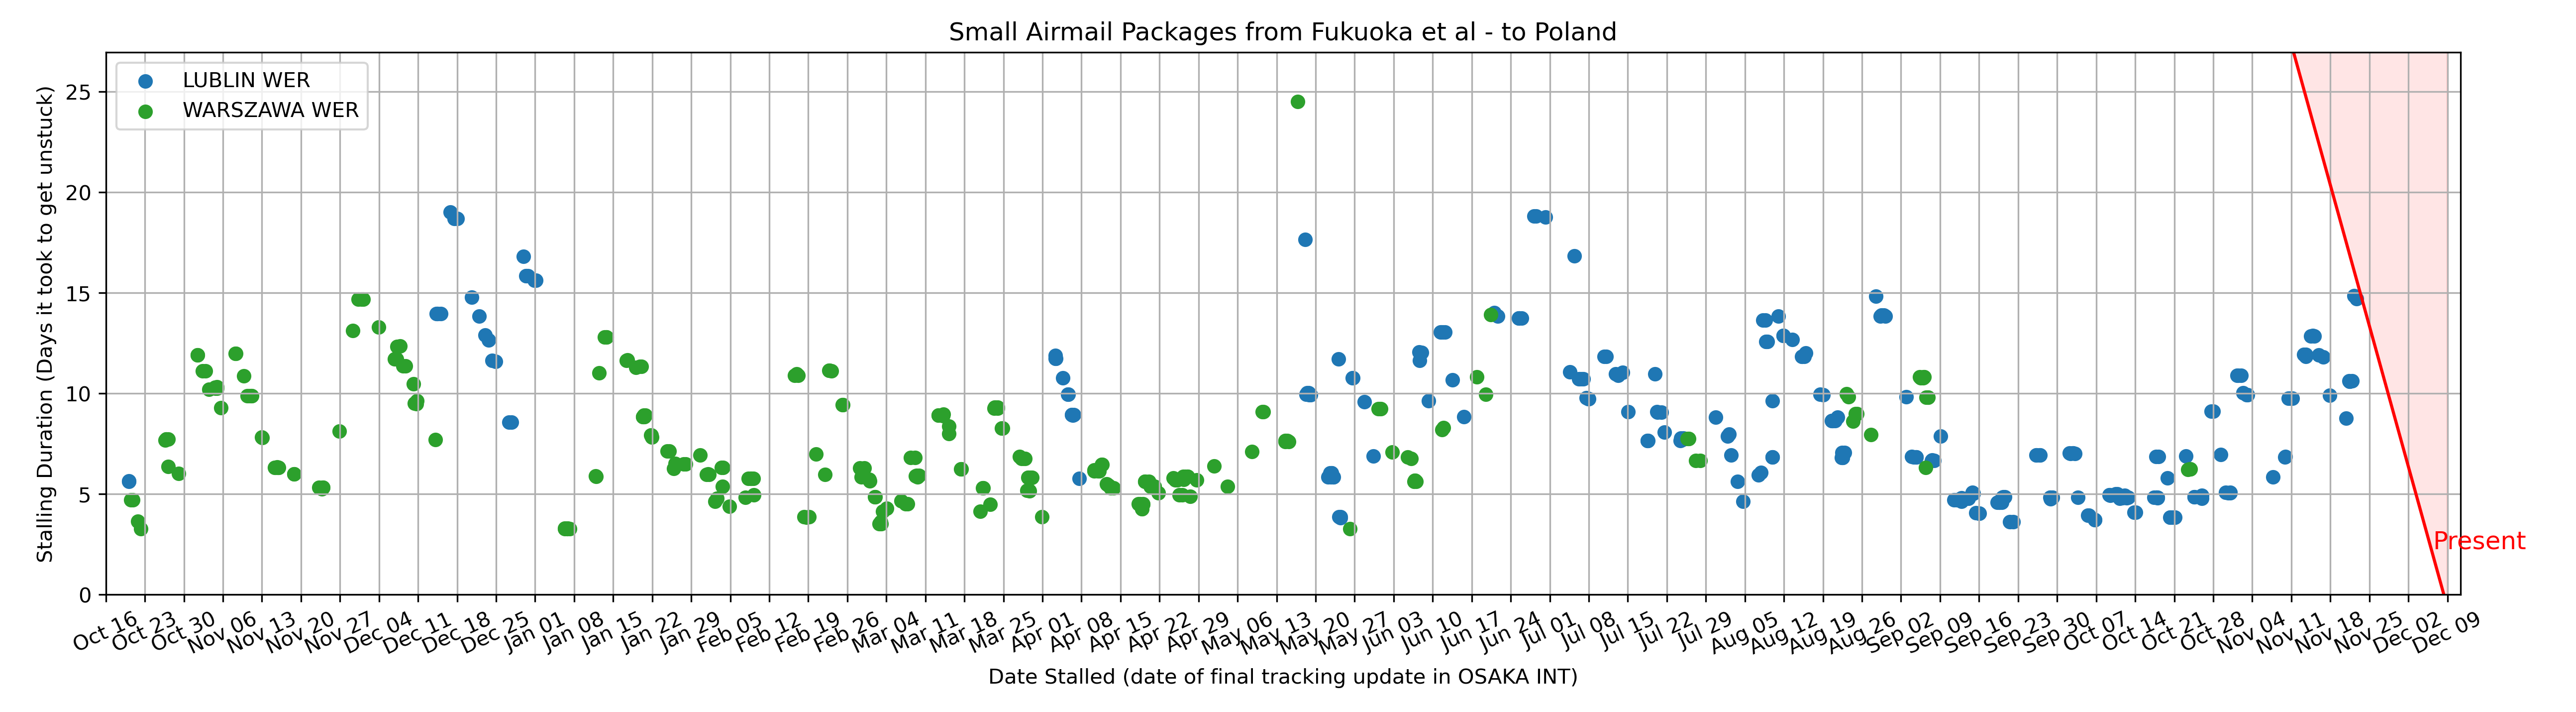 Small Airmail Packages from Fukuoka et al - to Poland
LUBLIN WER
WARSZAWA WER
Stalling Duration (Days it took to get unstuck)
25
20
15
10
5
0
Present
Oct 16
Oct 23
Oct 30
Nov 06
Nov 13
Nov 20
Nov 27
Dec 04
Dec 11
Dec 18
Dec 25
Jan 01
Jan 08
Jan 15
Jan 22
Jan 29
Feb 05
Feb 12
Feb 19
Feb 26
Mar 04
Mar 11
Mar 18
Mar 25
Apr 01
Apr 08
Apr 15
Apr 22
Apr 29
May 06
May 13
May 20
May 27
Jun 03
Jun 10
Jun 17
Jun 24
Jul 01
Jul 08
Jul 15
Jul 22
Jul 29
Aug 05
Aug 12
Aug 19
Aug 26
Sep 02
Sep 09
Sep 16
Sep 23
Sep 30
Oct 07
Oct 14
Oct 21
Oct 28
Nov 04
Nov 11
Nov 18
Nov 25
Dec 02
Dec 09
Date Stalled (date of final tracking update in OSAKA INT)